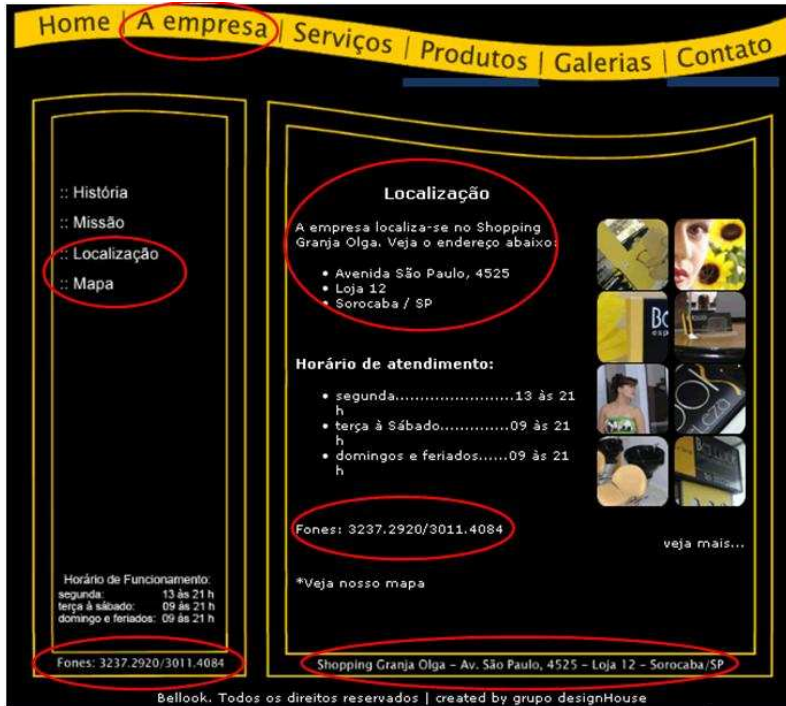 Home | A empresa | Serviços | Produtos | Galerias | Contato
:: História
:: Missão
:: Localização
:: Mapa
Horário de Funcionamento:
segunda: 13 às 21 h
terça à sábado: 09 ás 21 h
domingo e feriados: 09 ás 21 h
Fones: 3237.2920/3011.4084
Localização
A empresa localiza-se no Shopping
Granja Olga. Veja o endereço abaixo:
• Avenida São Paulo, 4525
• Loja 12
• Sorocaba / SP
Horário de atendimento:
• segunda........................13 às 21
h
• terça à Sábado..............09 às 21
h
• domingos e feriados......09 às 21
h
Fones: 3237.2920/3011.4084
veja mais...
*Veja nosso mapa
Shopping Granja Olga - Av. São Paulo, 4525 - Loja 12 - Sorocaba/SP
Bellook. Todos os direitos reservados | created by grupo designHouse